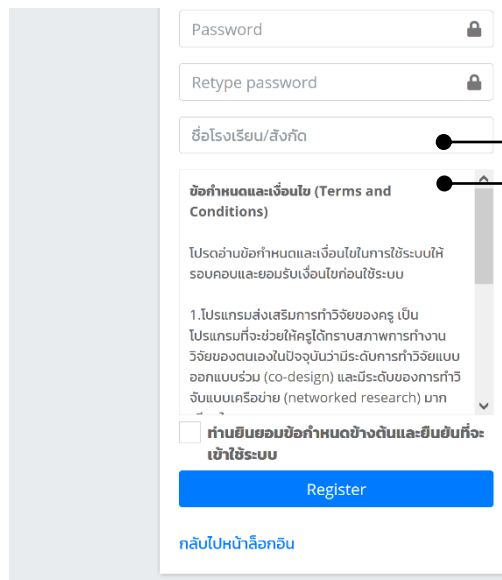 Password
Retype password
ชื่อโรงเรียน/สังกัด
ข้อกำหนดและเงื่อนไข (Terms and
Conditions)
โปรดอ่านข้อกำหนดและเงื่อนไขในการใช้ระบบให้
รอบคอบและยอมรับเงื่อนไขก่อนใช้ระบบ
1.โปรแกรมส่งเสริมการทำวิจัยของครู เป็น
โปรแกรมที่จะช่วยให้ครูได้ทราบสภาพการทำงาน
วิจัยของตนเองในปัจจุบันว่ามีระดับการทำวิจัยแบบ
ออกแบบร่วม (co-design) และมีระดับของการทำวิ
จัยแบบเครือข่าย (networked research) มาก
ท่านยินยอมข้อกำหนดข้างต้นและยืนยันที่จะ
เข้าใช้ระบบ
Register
กลับไปหน้าล็อกอิน